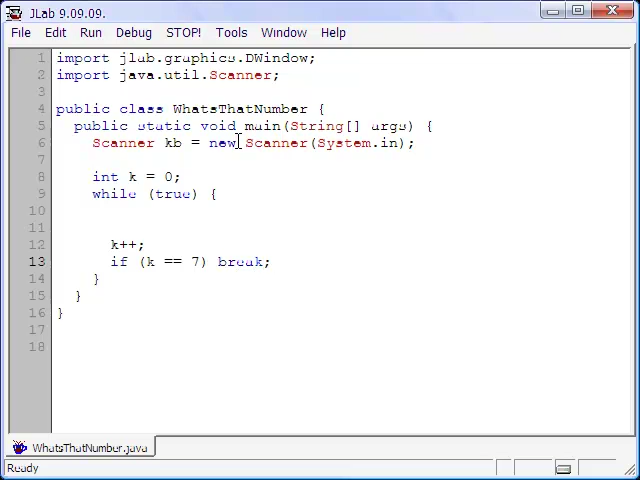 JLab 9.09.09.
File Edit Run Debug STOP! Tools Window Help
1 import jlab.graphics.DWindow;
2 import java.util.Scanner;
3
4 public class WhatsThatNumber {
5 public static void main(String[] args) {
6 Scanner kb = new Scanner(System.in);
7
8 int k = 0;
9 while (true) {
10
11
12 k++;
13 if (k == 7) break;
14 }
15 }
16 }
17
18
WhatsThatNumber.java
Ready